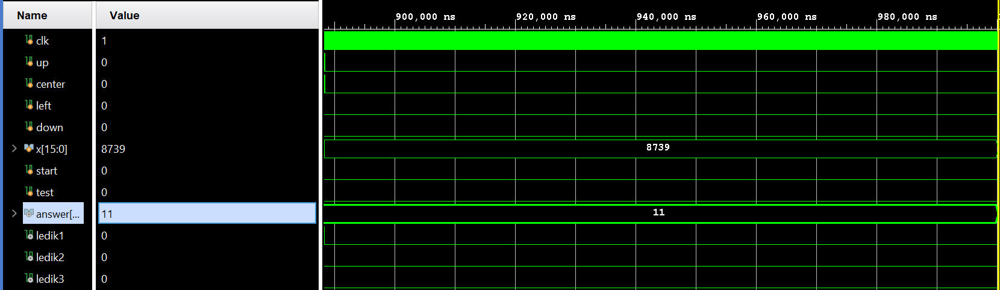 Name Value 900,000 ns 920,000 ns 940,000 ns 960,000 ns 980,000 ns
clk 1
up 0
center 0
left 0
down 0
x[15:0] 8739 8739
start 0
test 0
answer[... 11 11
ledik1 0
ledik2 0
ledik3 0